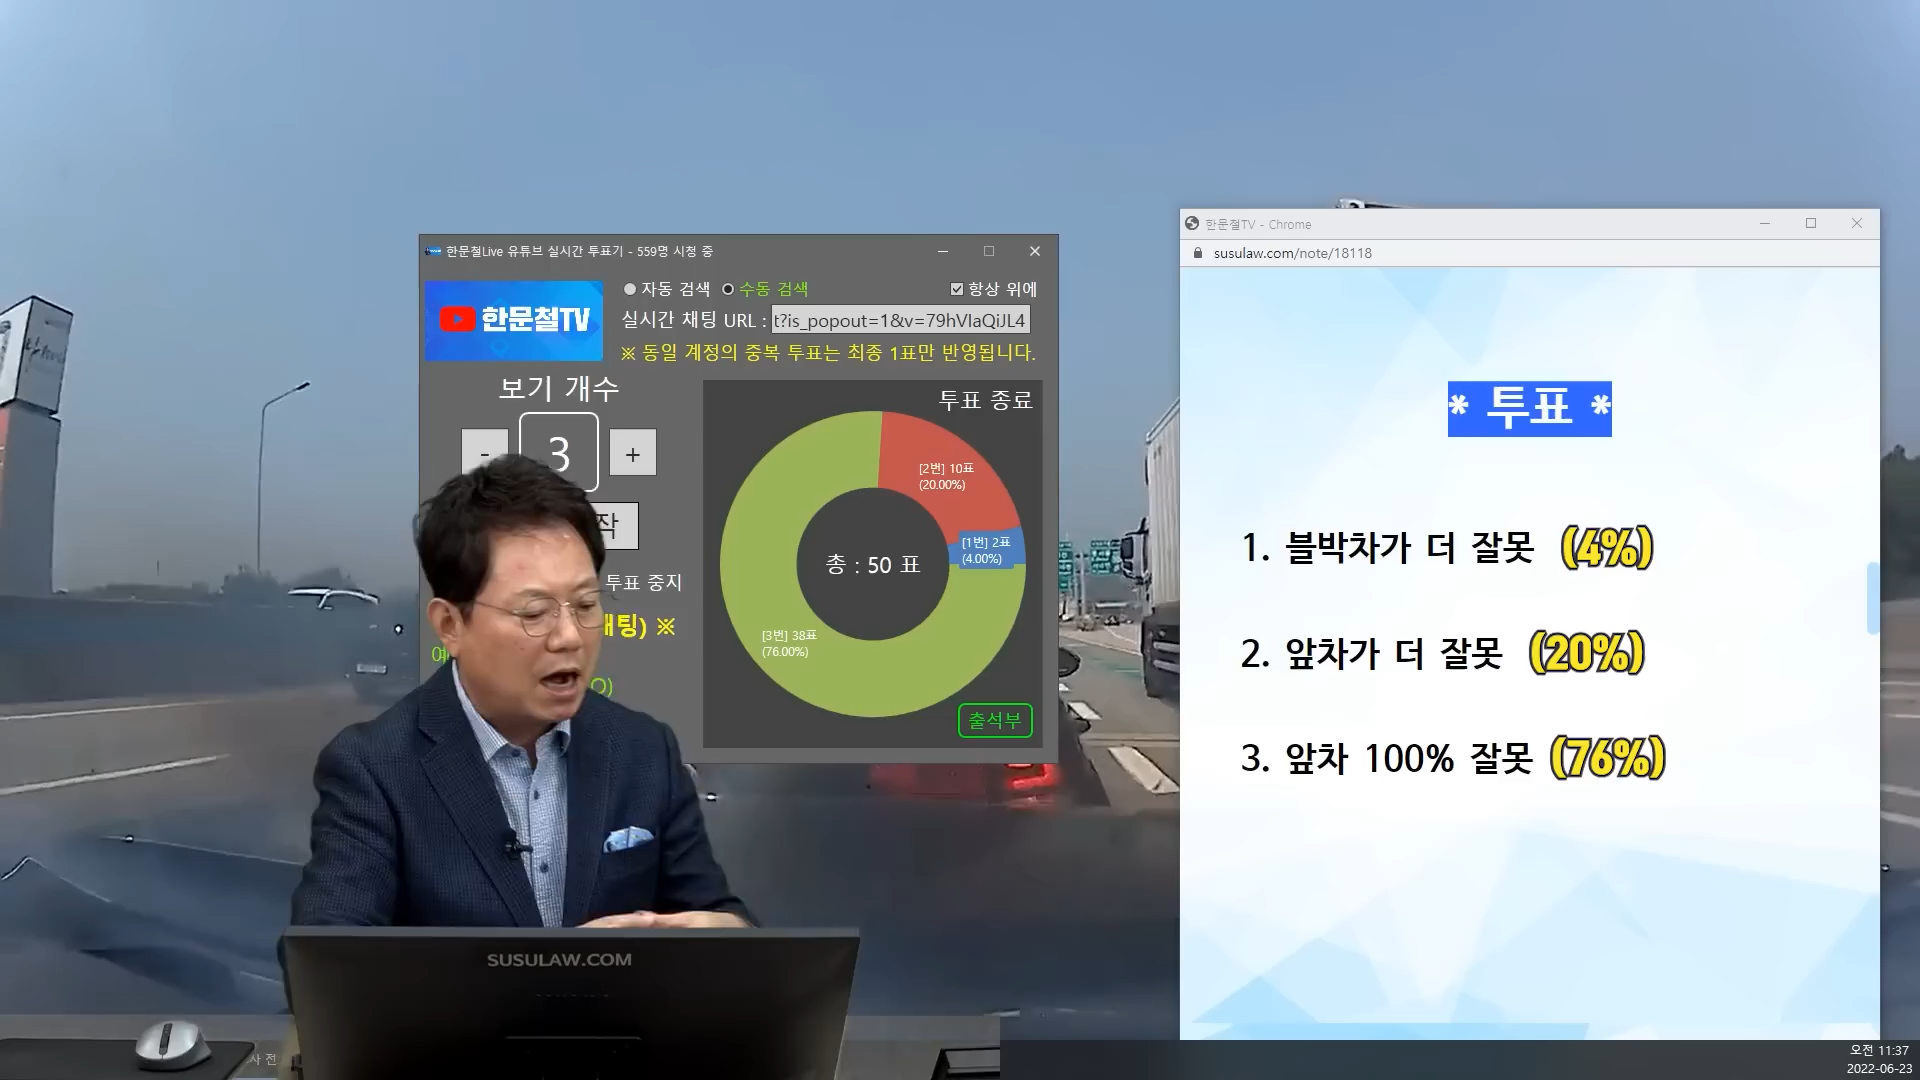 한문철Live 유튜브 실시간 투표기 - 559명 시청 중
한문철TV
자동 검색
수동 검색
항상 위에
실시간 채팅 URL : t?is_popout=1&v=79hVIaQiJL4
※ 동일 계정의 중복 투표는 최종 1표만 반영됩니다.
보기 개수
- 3 +
작
투표 중지
채팅) ※
투표 종료
[2번] 10표
(20.00%)
[1번] 2표
(4.00%)
총 : 50 표
[3번] 38표
(76.00%)
출석부
한문철TV - Chrome
susulaw.com/note/18118
* 투표 *
1. 블박차가 더 잘못 (4%)
2. 앞차가 더 잘못 (20%)
3. 앞차 100% 잘못 (76%)
SUSULAW.COM
사 전
오전 11:37
2022-06-23